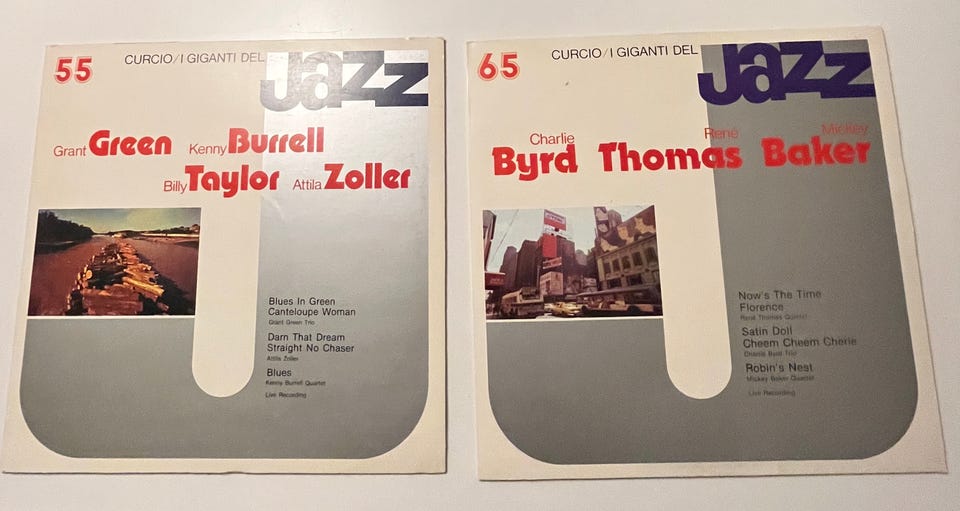 55
CURCIO/I GIGANTI DEL
Jazz
Grant Green Kenny Burrell
Billy Taylor Attila Zoller
Blues In Green
Canteloupe Woman
Grant Green Trio
Darn That Dream
Straight No Chaser
Attila Zoller
Blues
Kenny Burrell Quartet
Live Recording
65
CURCIO/I GIGANTI DEL
Jazz
Charlie Byrd René Thomas Mickey Baker
Now's The Time
Florence
René Thomas Quintet
Satin Doll
Cheem Cheem Cherie
Charlie Byrd Trio
Robin's Nest
Mickey Baker Quartet
Live Recording